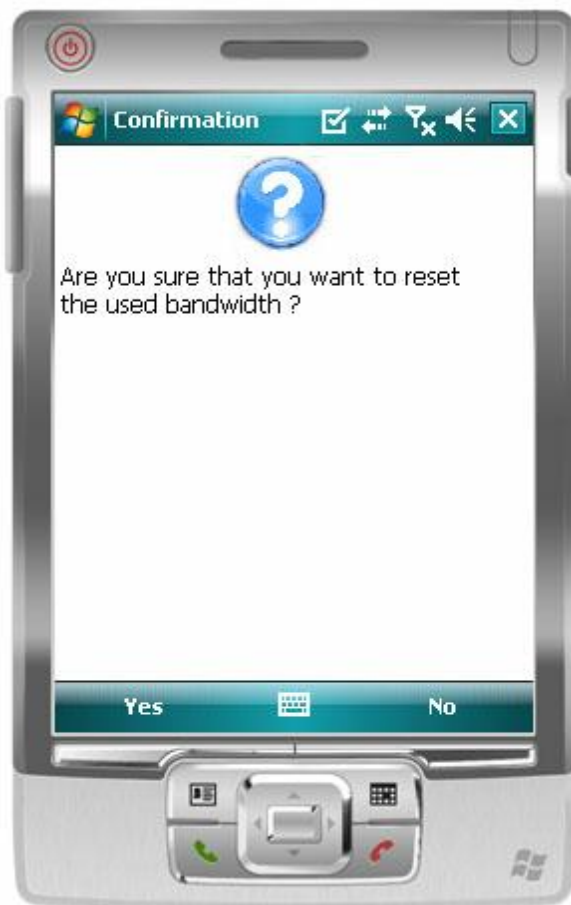 Confirmation
Are you sure that you want to reset
the used bandwidth ?
Yes No